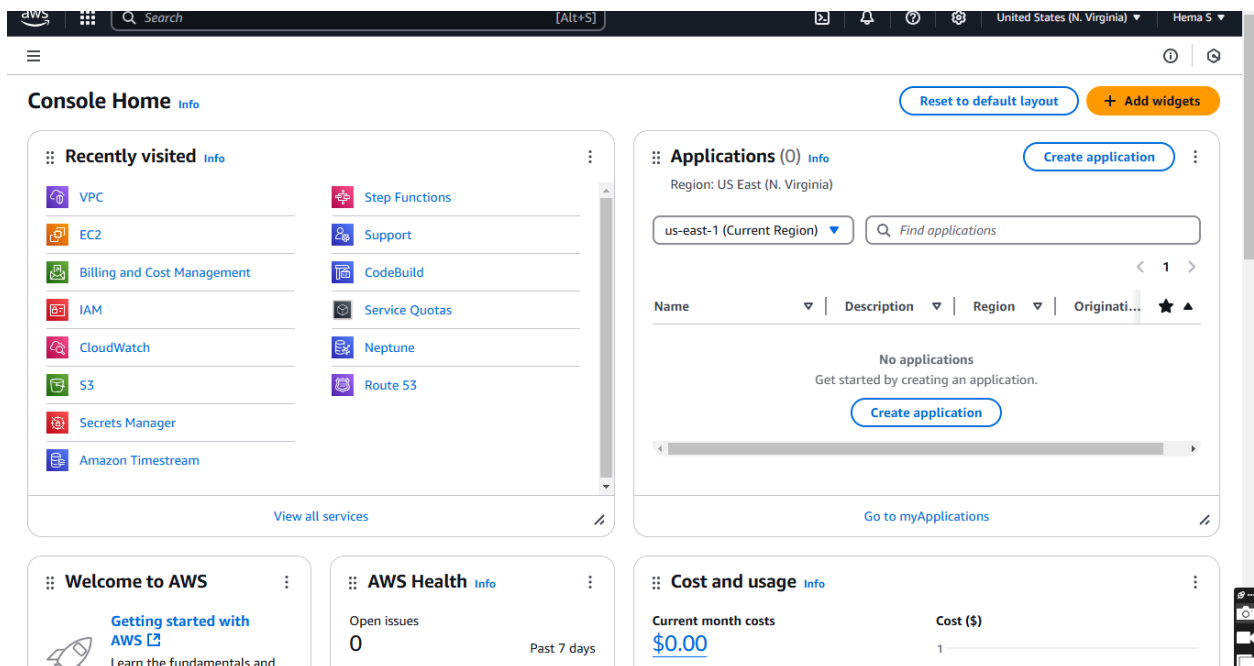 aws
Search [Alt+S] United States (N. Virginia) ▼ Hema S ▼
Console Home Info
Reset to default layout
+ Add widgets
Recently visited Info
VPC
EC2
Billing and Cost Management
IAM
CloudWatch
S3
Secrets Manager
Amazon Timestream
Step Functions
Support
CodeBuild
Service Quotas
Neptune
Route 53
View all services
Applications (0) Info
Create application
Region: US East (N. Virginia)
us-east-1 (Current Region) ▼
Find applications
1
Name Description Region Originati...
No applications
Get started by creating an application.
Create application
Go to myApplications
Welcome to AWS
Getting started with
AWS
Learn the fundamentals and
AWS Health Info
Open issues
0
Past 7 days
Cost and usage Info
Current month costs
$0.00
Cost ($)
1